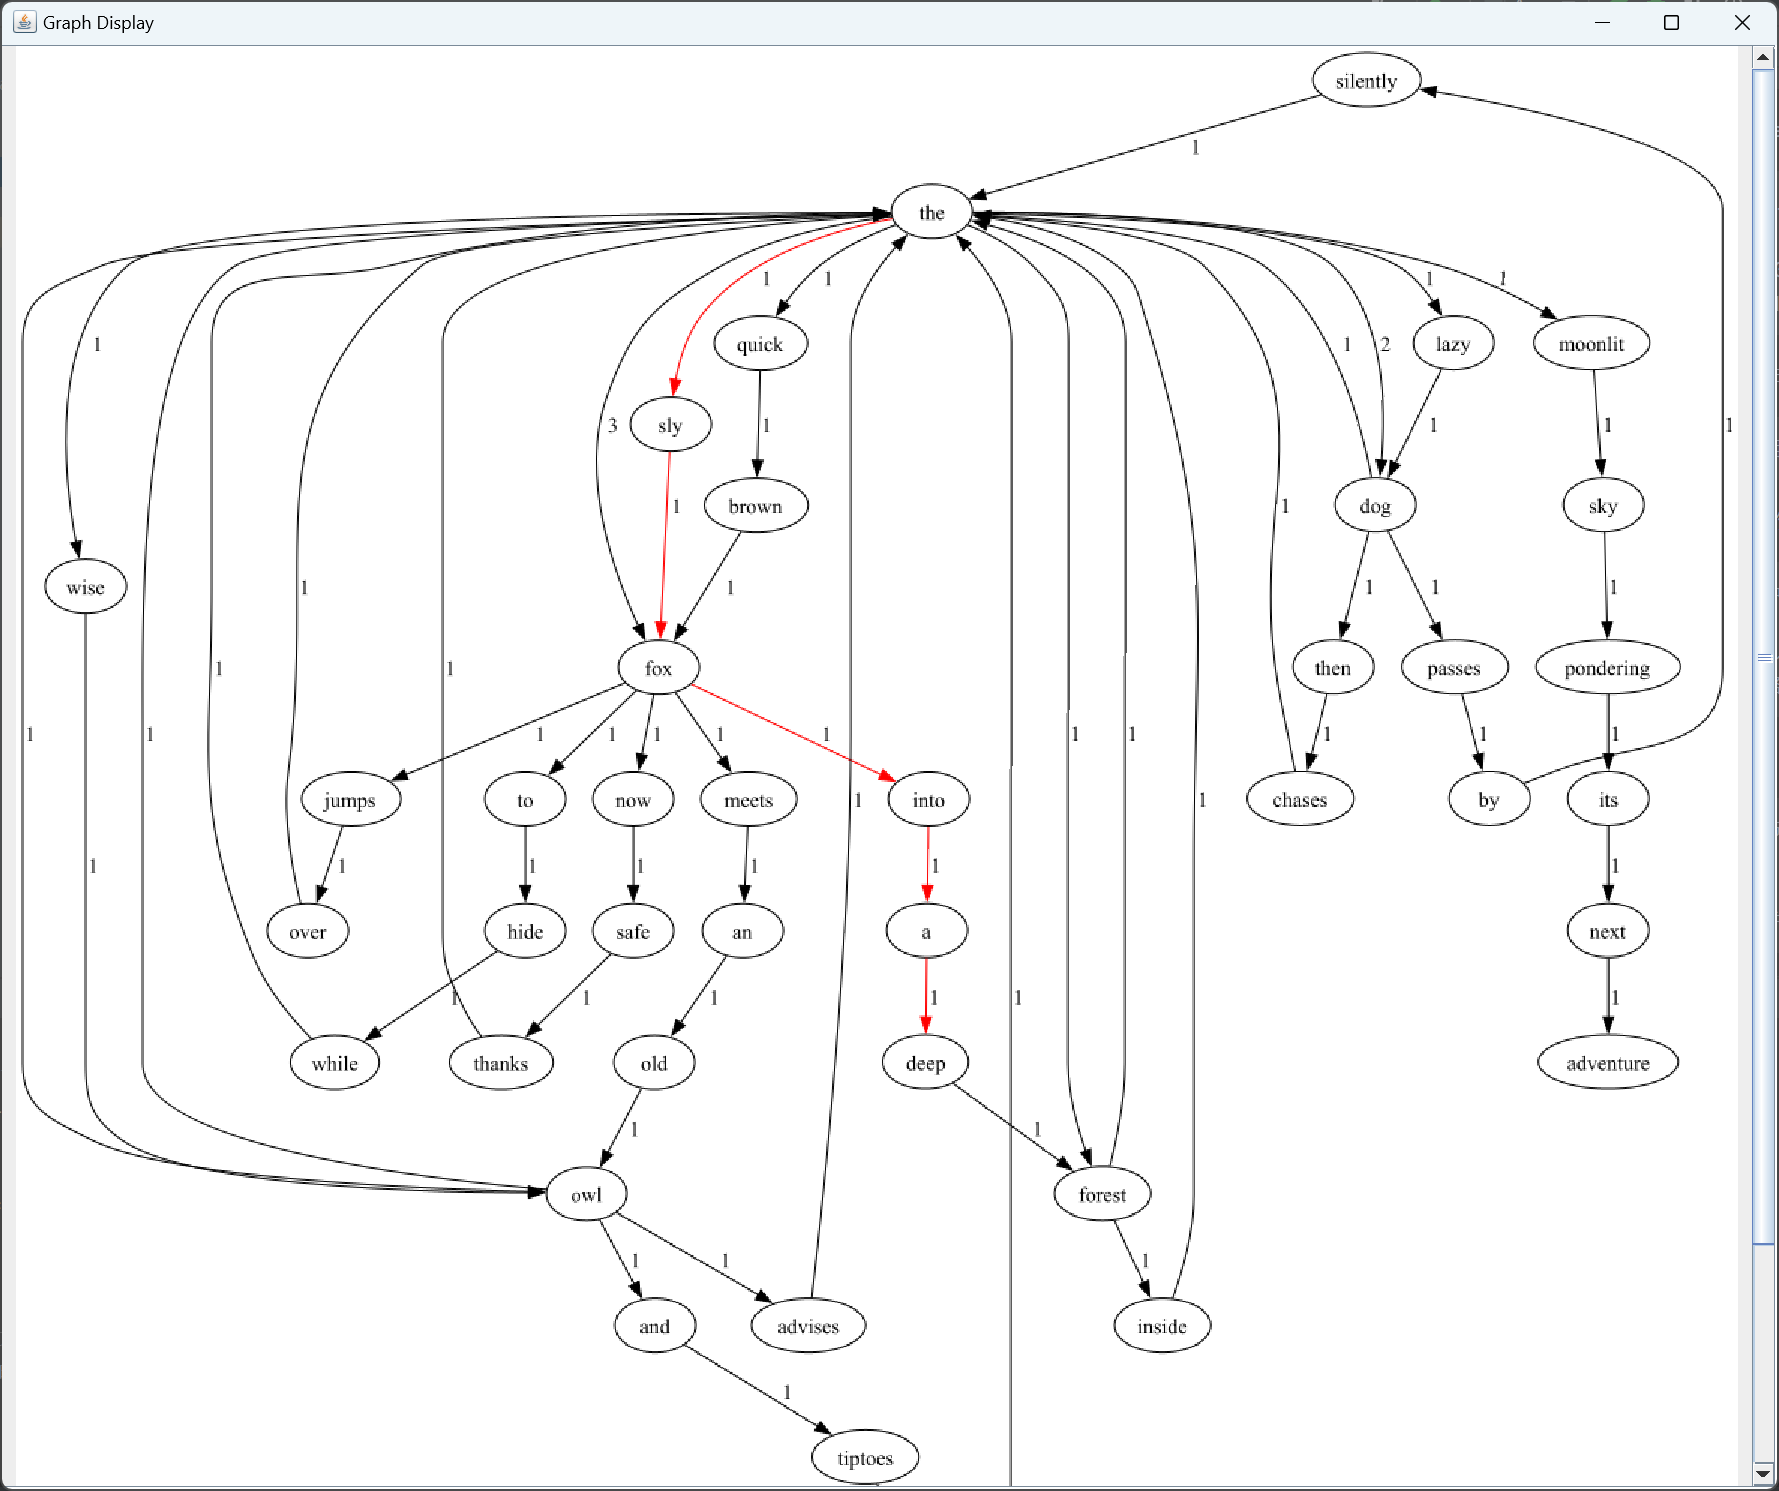 Graph Display
silently
1
the
1
1
1
1
1
quick
lazy
moonlit
1
1
2
sly
3
1
1
1
1
brown
dog
sky
1
1
wise
1
1
1
1
1
fox
then
passes
pondering
1
1
1
1
1
1
1
1
1
1
1
1
1
1
jumps
to
now
meets
into
chases
by
its
1
1
1
1
1
1
1
1
1
over
hide
safe
an
a
next
1
1
1
1
1
1
while
thanks
old
deep
adventure
1
1
owl
forest
1
1
1
and
advises
inside
1
tiptoes